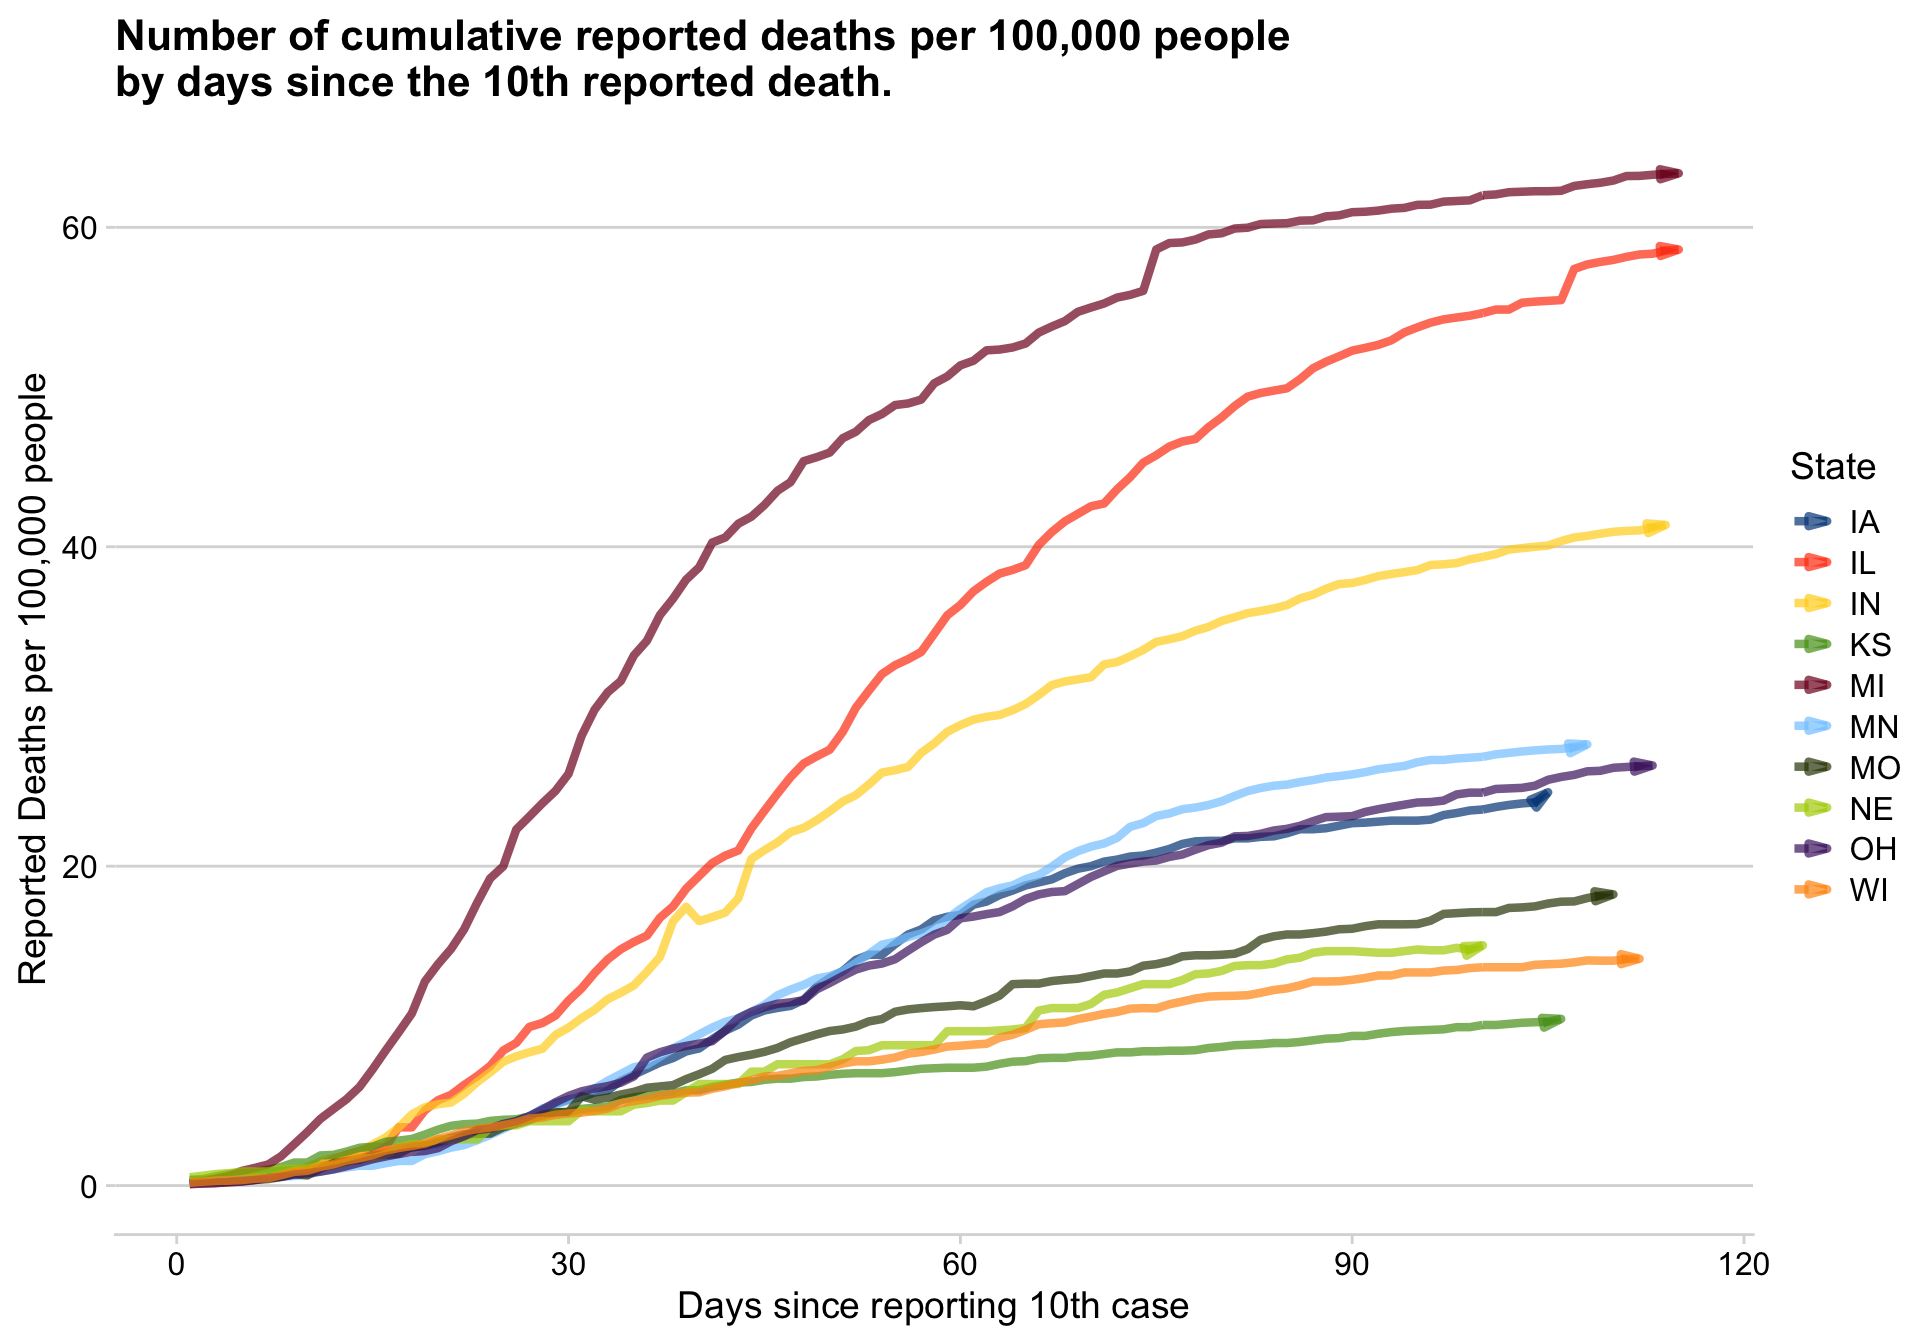 Number of cumulative reported deaths per 100,000 people
by days since the 10th reported death.
Reported Deaths per 100,000 people
60
40
20
0
0
30
60
90
120
Days since reporting 10th case
State
IA
IL
IN
KS
MI
MN
MO
NE
OH
WI